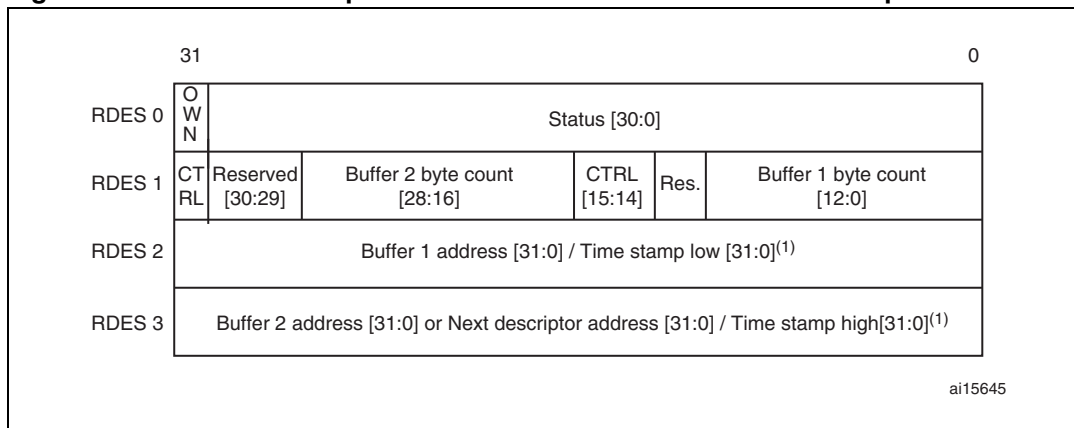 31 0
RDES 0
O
W
N
Status [30:0]
RDES 1
CT
RL
Reserved
[30:29]
Buffer 2 byte count
[28:16]
CTRL
[15:14]
Res.
Buffer 1 byte count
[12:0]
RDES 2
Buffer 1 address [31:0] / Time stamp low [31:0](1)
RDES 3
Buffer 2 address [31:0] or Next descriptor address [31:0] / Time stamp high[31:0](1)
ai15645